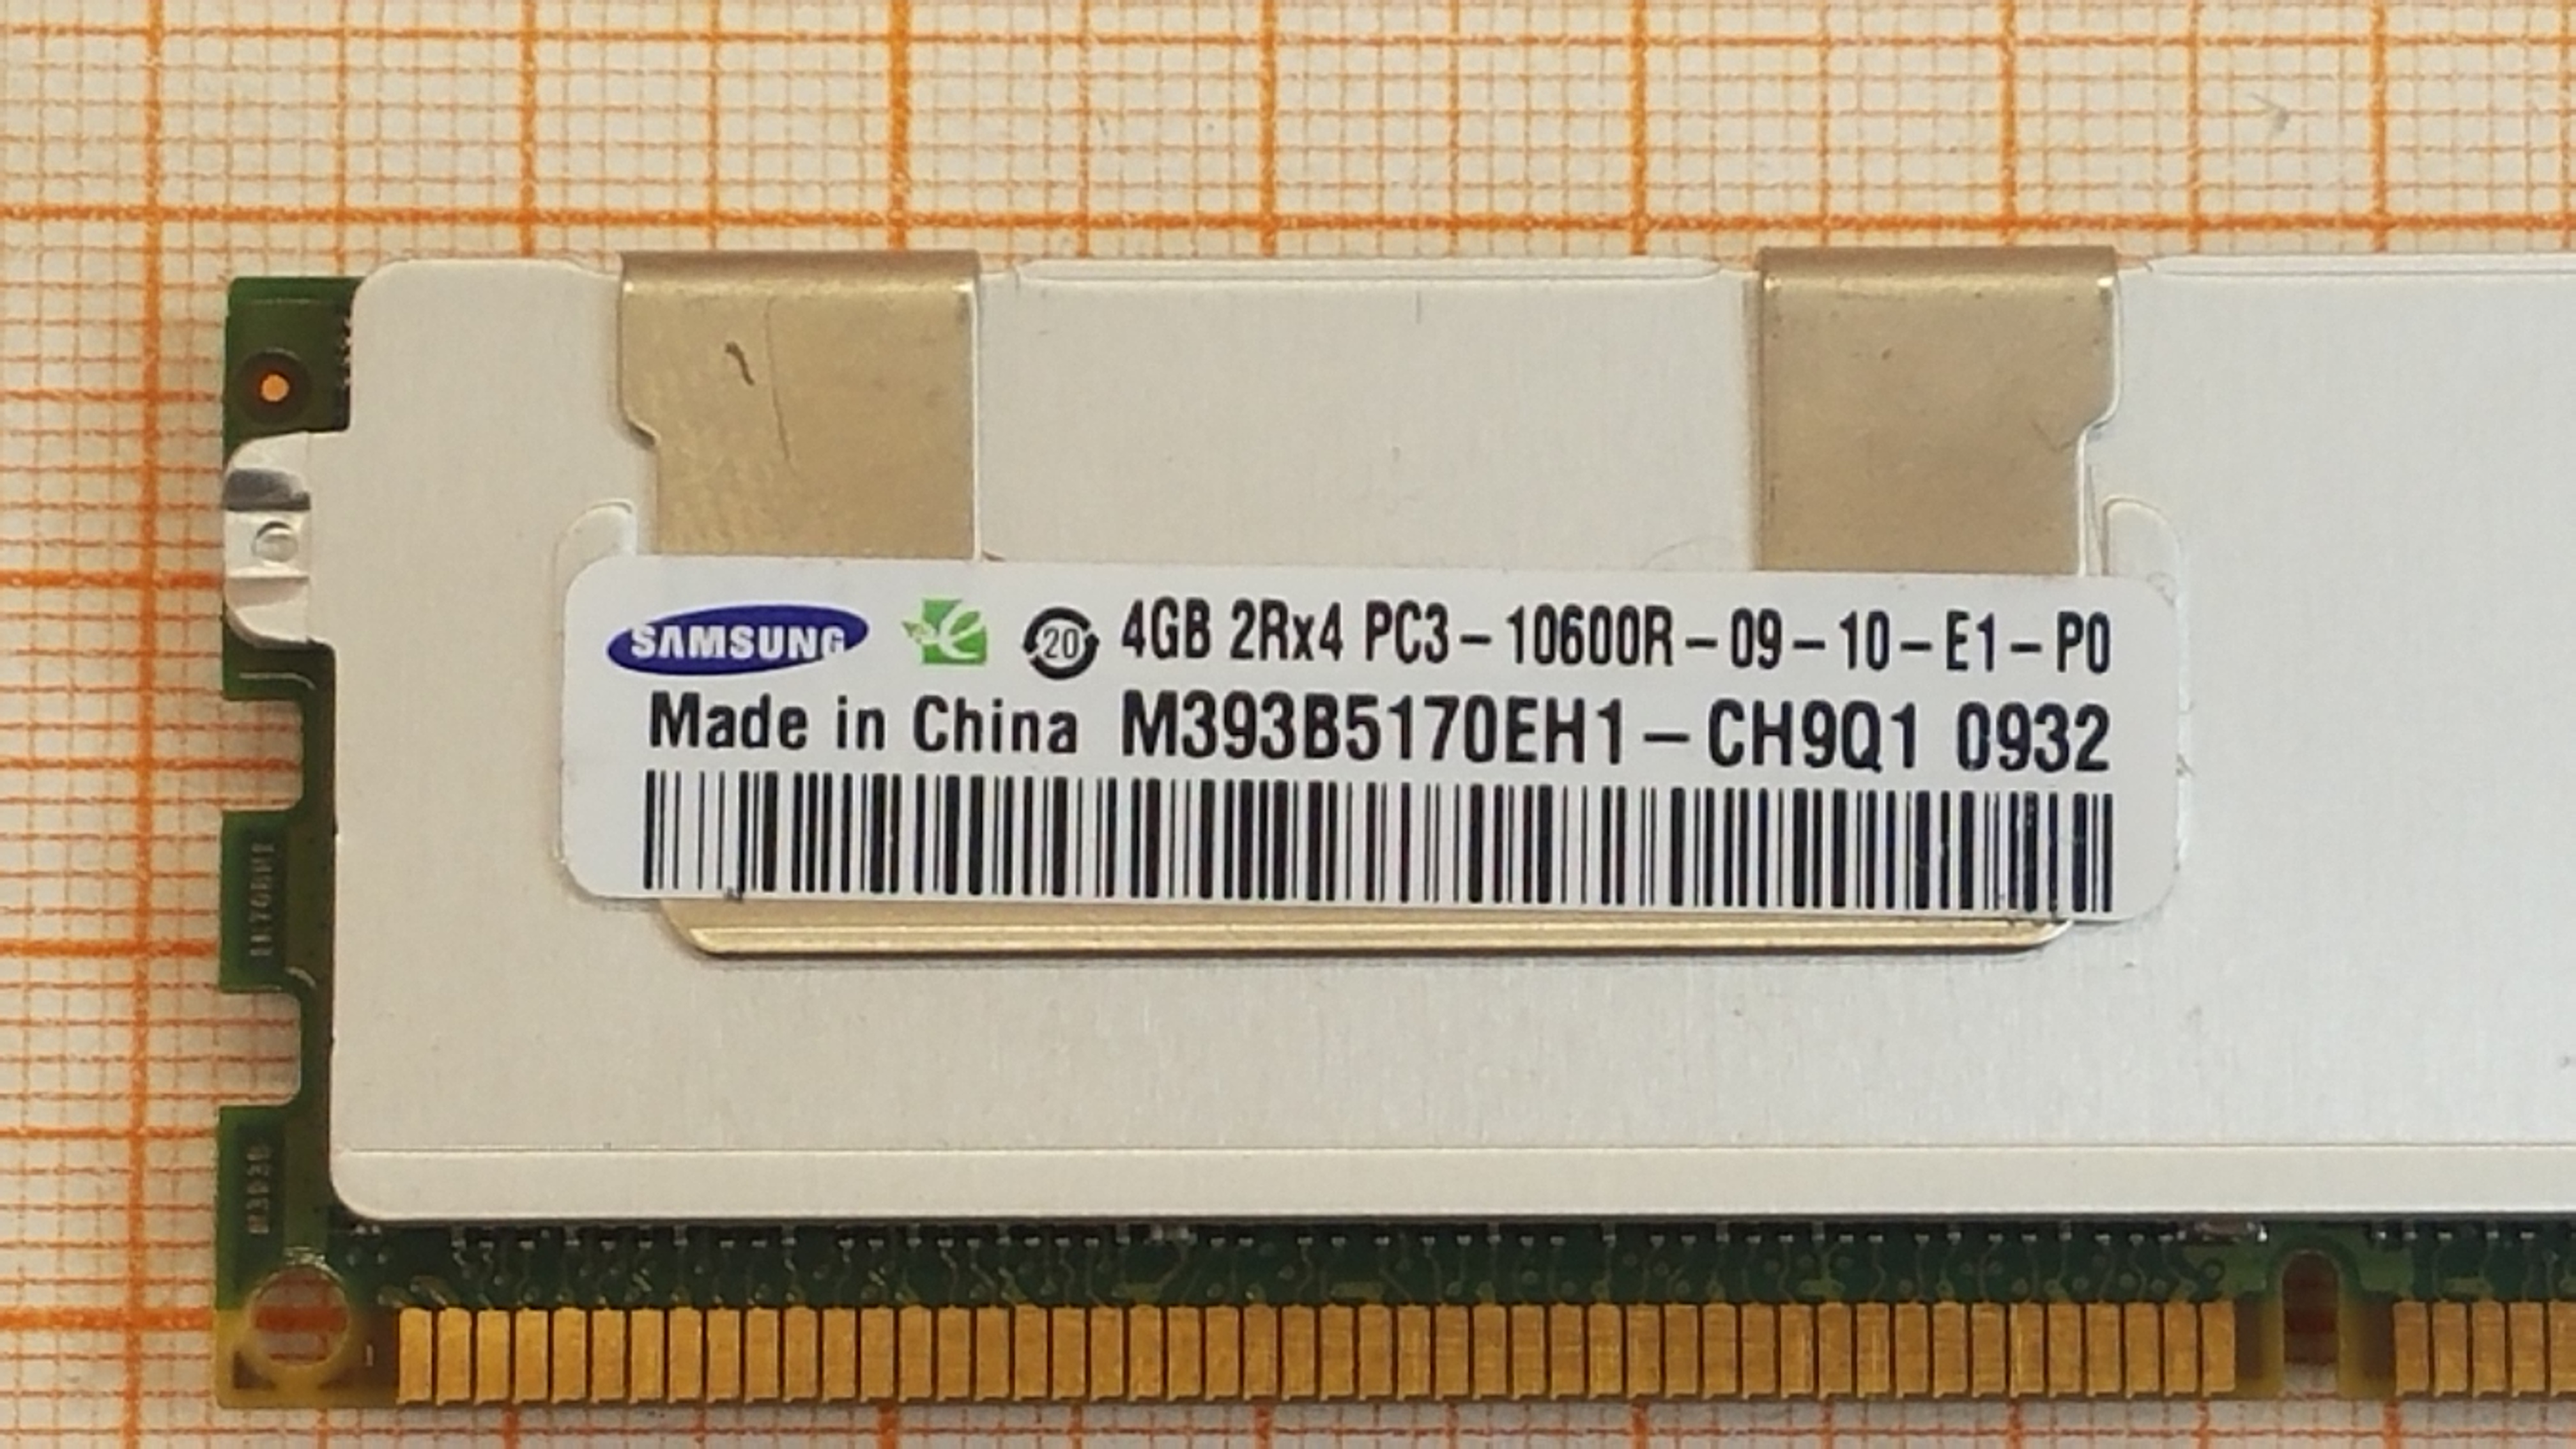 SAMSUNG 20 4GB 2Rx4 PC3-10600R-09-10-E1-P0
Made in China M393B5170EH1-CH9Q1 0932